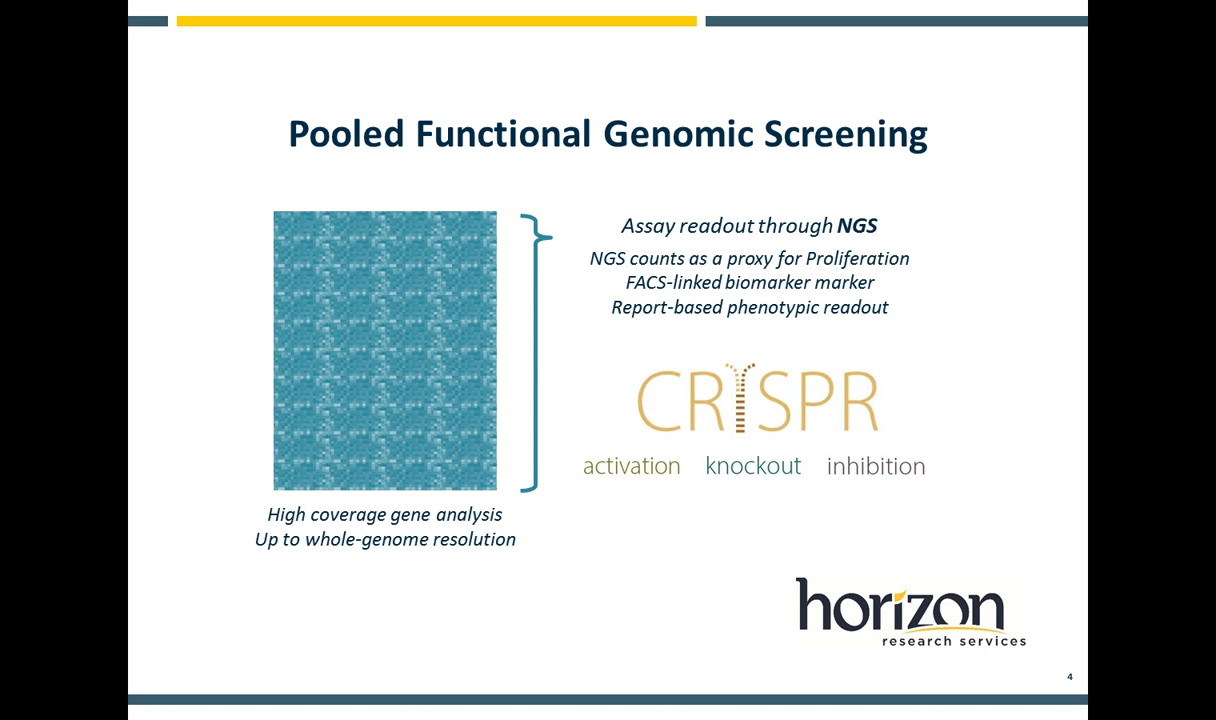 Pooled Functional Genomic Screening
Assay readout through NGS
NGS counts as a proxy for Proliferation
FACS-linked biomarker marker
Report-based phenotypic readout
CRISPR
activation knockout inhibition
High coverage gene analysis
Up to whole-genome resolution
horizon
research services
4